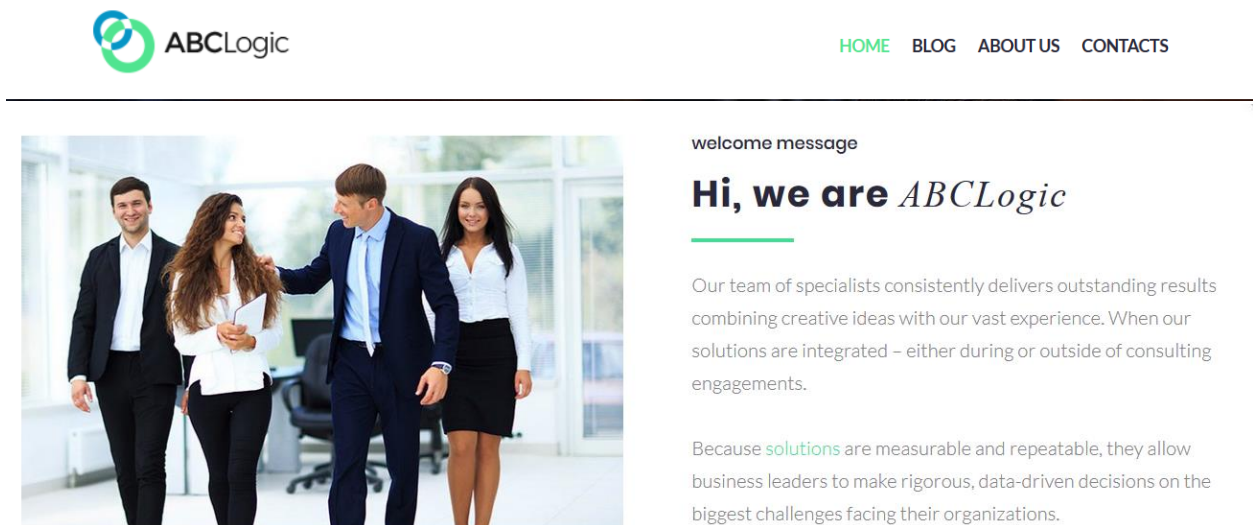 ABCLogic
HOME BLOG ABOUT US CONTACTS
welcome message
Hi, we are ABCLogic
Our team of specialists consistently delivers outstanding results
combining creative ideas with our vast experience. When our
solutions are integrated – either during or outside of consulting
engagements.
Because solutions are measurable and repeatable, they allow
business leaders to make rigorous, data-driven decisions on the
biggest challenges facing their organizations.